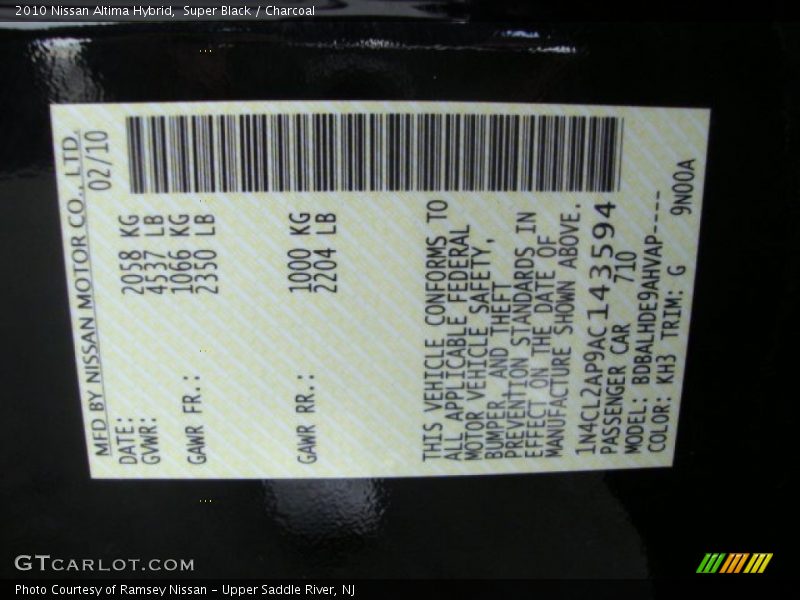 2010 Nissan Altima Hybrid,  Super Black / Charcoal
MFD BY NISSAN MOTOR CO., LTD.
DATE: 02/10
GVWR: 2058 KG
4537 LB
GAWR FR.: 1066 KG
2350 LB
GAWR RR.: 1000 KG
2204 LB
THIS VEHICLE CONFORMS TO
ALL APPLICABLE FEDERAL
MOTOR VEHICLE SAFETY,
BUMPER, AND THEFT
PREVENTION STANDARDS IN
EFFECT ON THE DATE OF
MANUFACTURE SHOWN ABOVE.
1N4CL2AP9AC143594
PASSENGER CAR 710
MODEL: BDBALHDE9AHVAP----
COLOR: KH3 TRIM: G 9N00A
GTCARLOT.COM
Photo Courtesy of Ramsey Nissan - Upper Saddle River, NJ